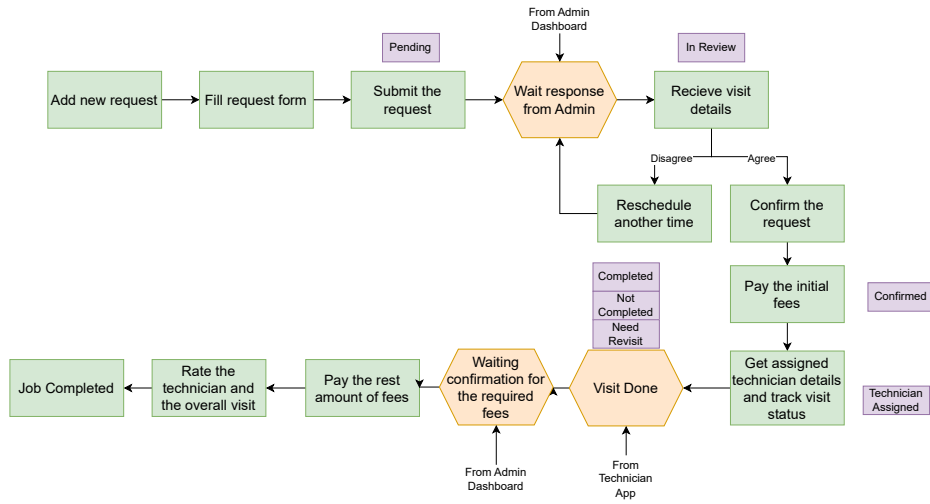 From Admin
Dashboard
Pending
In Review
Add new request
Fill request form
Submit the
request
Wait response
from Admin
Recieve visit
details
Disagree
Agree
Reschedule
another time
Confirm the
request
Completed
Not
Completed
Need
Revisit
Pay the initial
fees
Confirmed
Job Completed
Rate the
technician and
the overall visit
Pay the rest
amount of fees
Waiting
confirmation for
the required
fees
Visit Done
Get assigned
technician details
and track visit
status
Technician
Assigned
From Admin
Dashboard
From
Technician
App